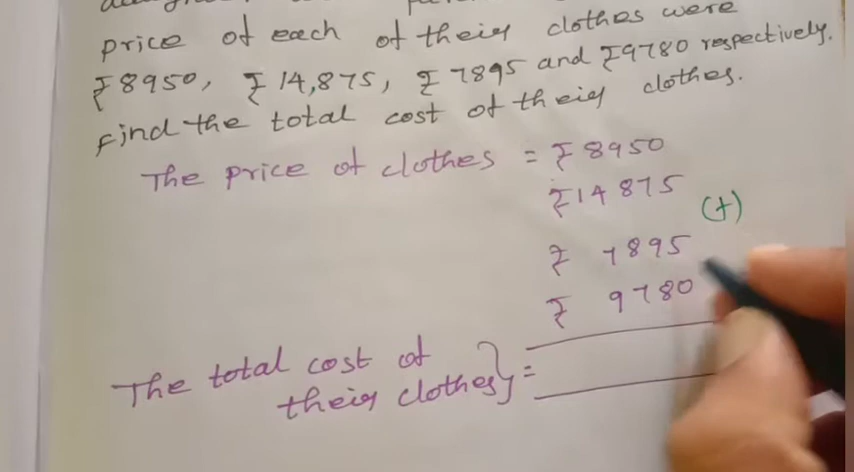 price of each of their clothes were
₹8950, ₹14,875, ₹7895 and ₹9780 respectively.
Find the total cost of their clothes.
The price of clothes = ₹8950
₹14875
(+)
₹ 7895
₹ 9780
The total cost of
their clothes} =